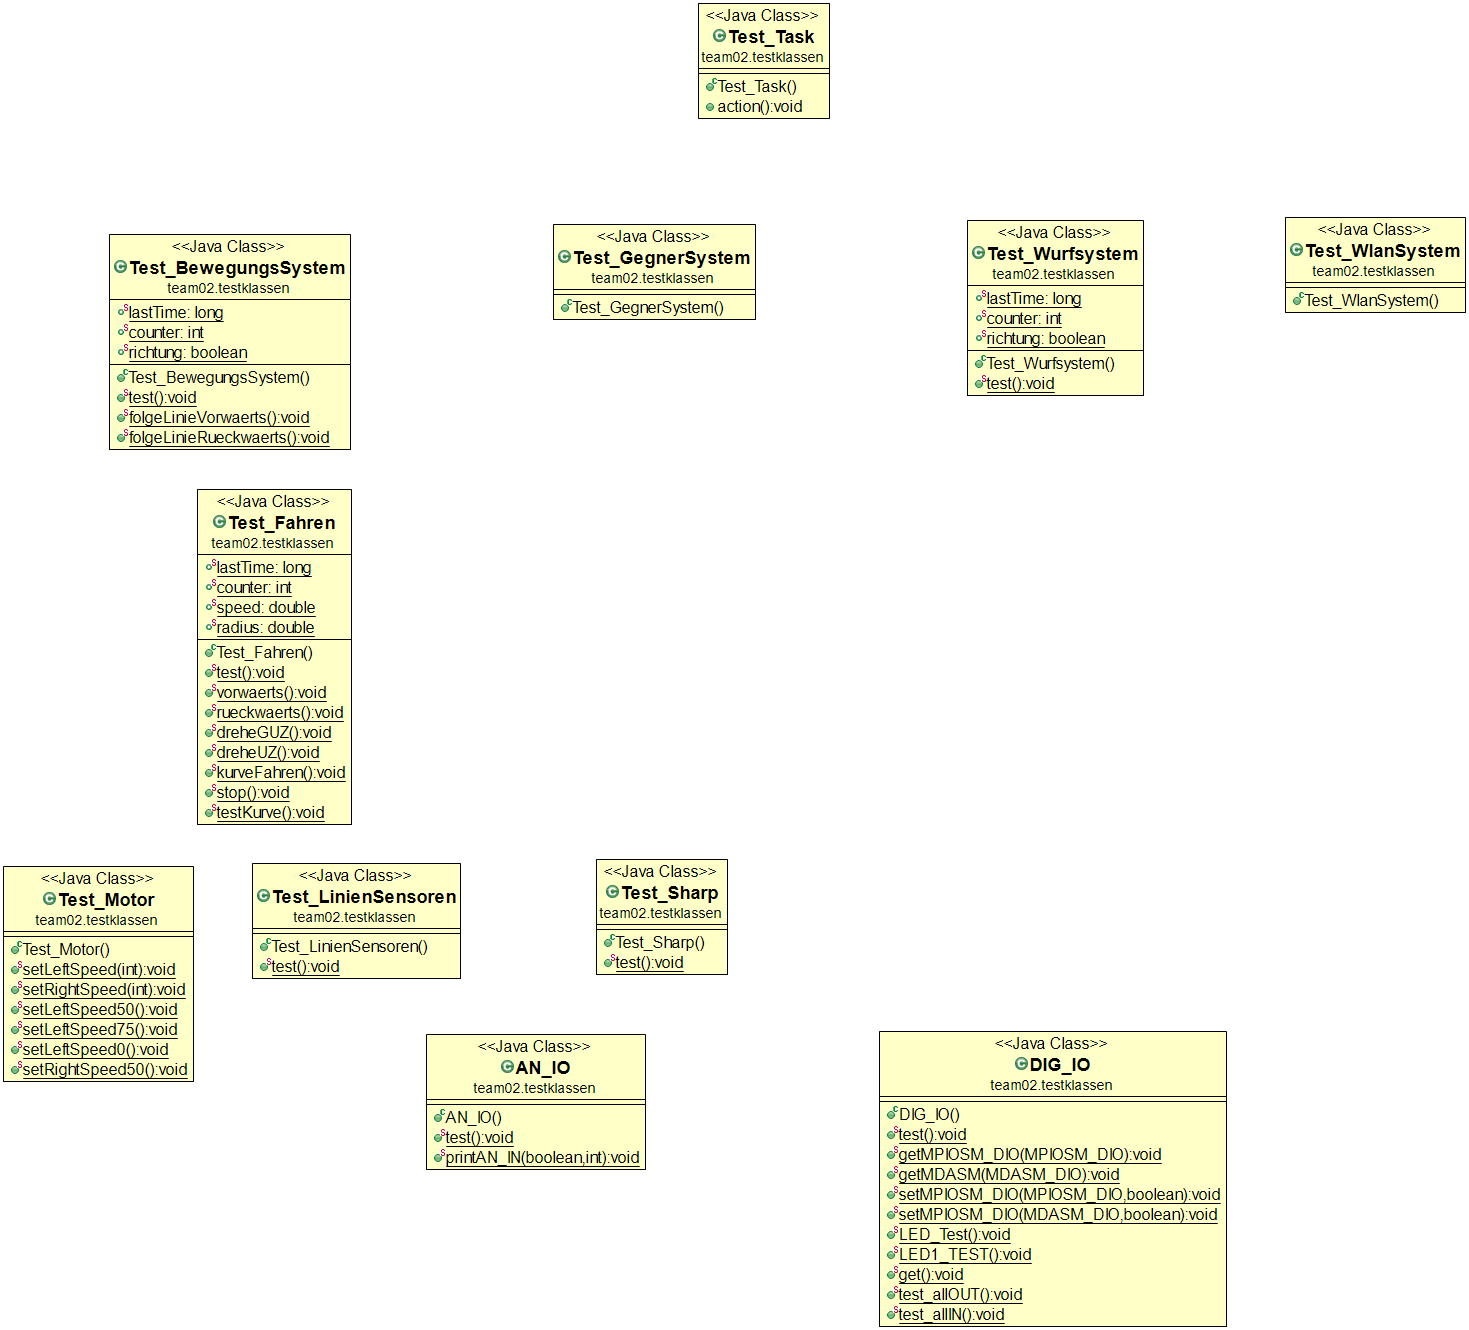 <<Java Class>>
Test_Task
team02.testklassen
Test_Task()
action():void
<<Java Class>>
Test_BewegungsSystem
team02.testklassen
lastTime: long
counter: int
richtung: boolean
Test_BewegungsSystem()
test():void
folgeLinieVorwaerts():void
folgeLinieRueckwaerts():void
<<Java Class>>
Test_GegnerSystem
team02.testklassen
Test_GegnerSystem()
<<Java Class>>
Test_Wurfsystem
team02.testklassen
lastTime: long
counter: int
richtung: boolean
Test_Wurfsystem()
test():void
<<Java Class>>
Test_WlanSystem
team02.testklassen
Test_WlanSystem()
<<Java Class>>
Test_Fahren
team02.testklassen
lastTime: long
counter: int
speed: double
radius: double
Test_Fahren()
test():void
vorwaerts():void
rueckwaerts():void
dreheGUZ():void
dreheUZ():void
kurveFahren():void
stop():void
testKurve():void
<<Java Class>>
Test_Motor
team02.testklassen
Test_Motor()
setLeftSpeed(int):void
setRightSpeed(int):void
setLeftSpeed50():void
setLeftSpeed75():void
setLeftSpeed0():void
setRightSpeed50():void
<<Java Class>>
Test_LinienSensoren
team02.testklassen
Test_LinienSensoren()
test():void
<<Java Class>>
Test_Sharp
team02.testklassen
Test_Sharp()
test():void
<<Java Class>>
AN_IO
team02.testklassen
AN_IO()
test():void
printAN_IN(boolean,int):void
<<Java Class>>
DIG_IO
team02.testklassen
DIG_IO()
test():void
getMPIOSM_DIO(MPIOSM_DIO):void
getMDASM(MDASM_DIO):void
setMPIOSM_DIO(MPIOSM_DIO,boolean):void
setMPIOSM_DIO(MDASM_DIO,boolean):void
LED_Test():void
LED1_TEST():void
get():void
test_allOUT():void
test_allIN():void